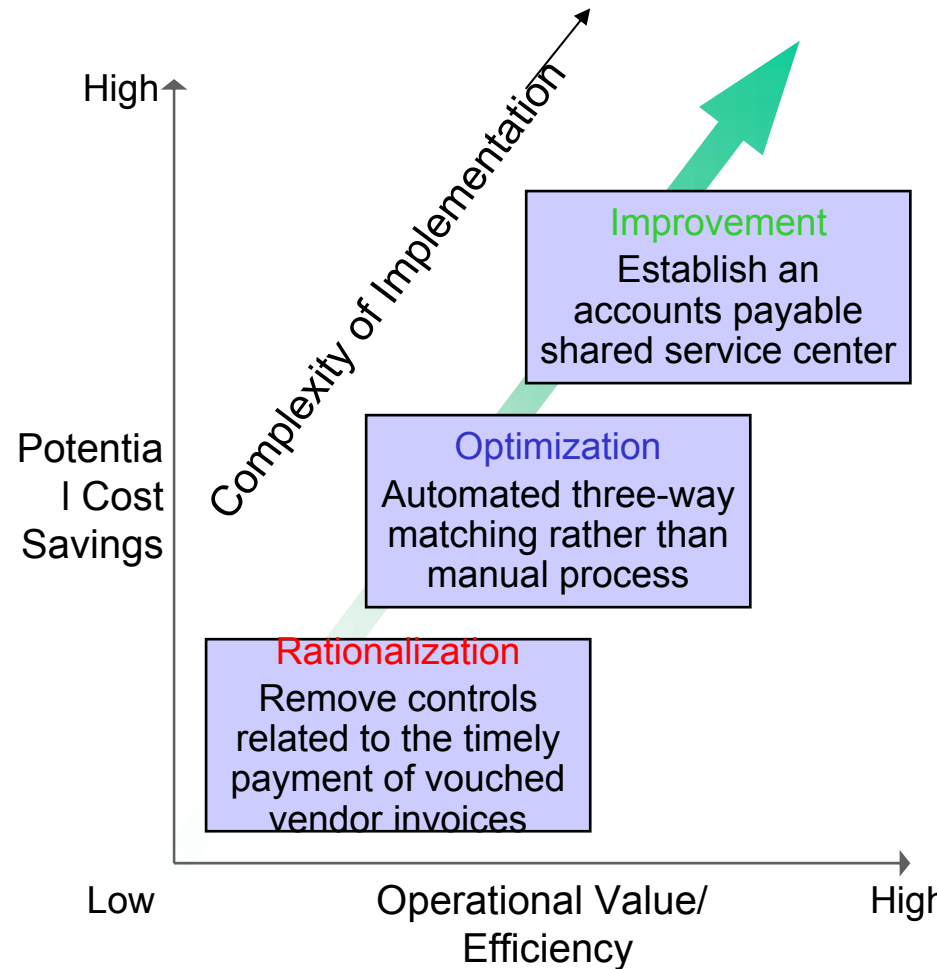 High
Complexity of Implementation
Improvement
Establish an
accounts payable
shared service center
Potentia
l Cost
Savings
Optimization
Automated three-way
matching rather than
manual process
Rationalization
Remove controls
related to the timely
payment of vouched
vendor invoices
Low
Operational Value/
Efficiency
High